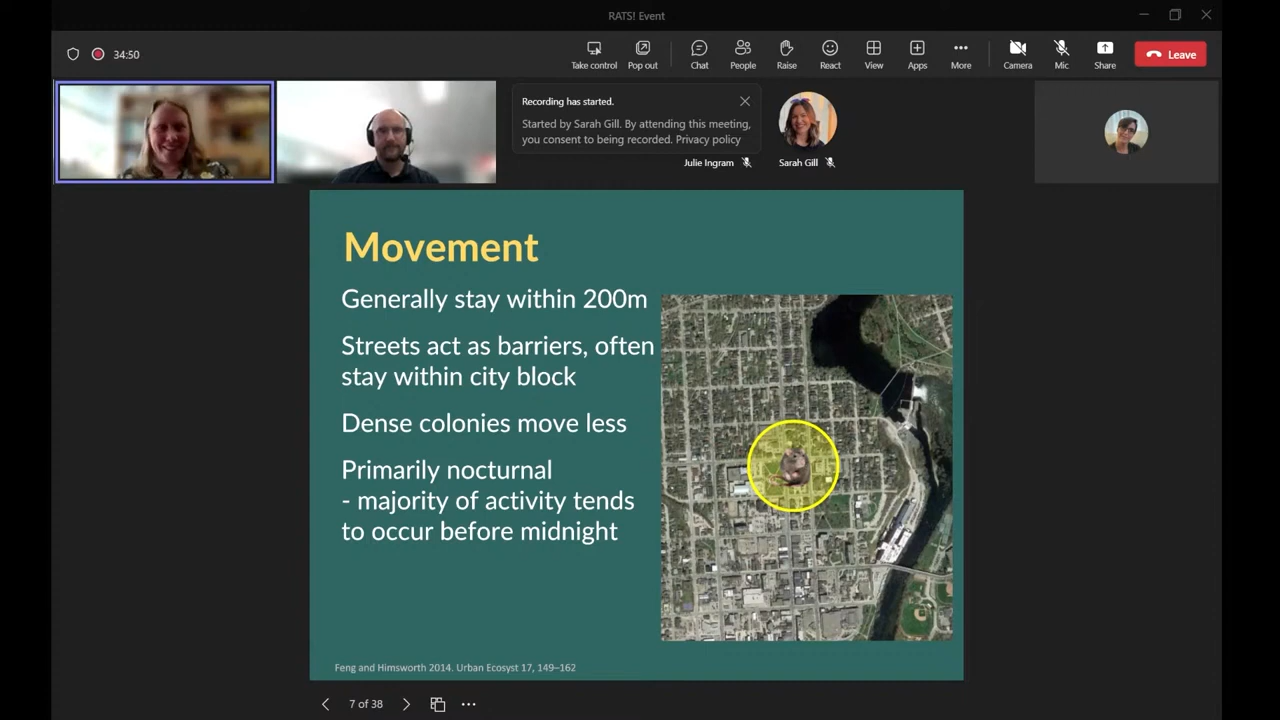 RATS! Event
34:50
Take control
Pop out
Chat
People
Raise
React
View
Apps
More
Camera
Mic
Share
Leave
Recording has started.
Started by Sarah Gill. By attending this meeting,
you consent to being recorded. Privacy policy
Julie Ingram
Sarah Gill
Movement
Generally stay within 200m
Streets act as barriers, often
stay within city block
Dense colonies move less
Primarily nocturnal
- majority of activity tends
to occur before midnight
Feng and Himsworth 2014. Urban Ecosyst 17, 149–162
7 of 38